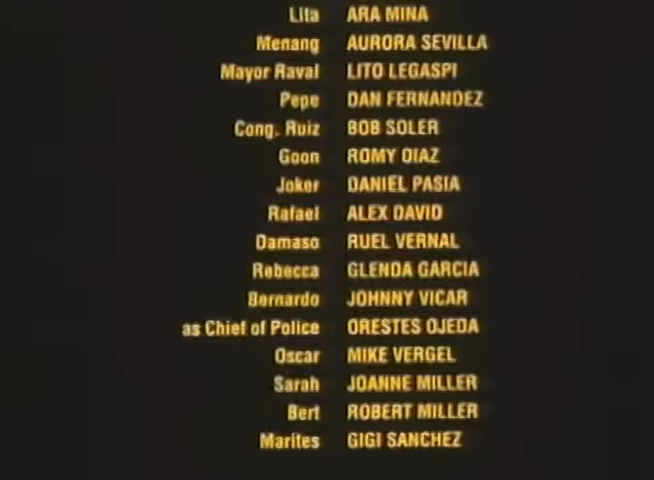 Lita ARA MINA
Menang AURORA SEVILLA
Mayor Raval LITO LEGASPI
Pepe DAN FERNANDEZ
Cong. Ruiz BOB SOLER
Goon ROMY DIAZ
Joker DANIEL PASIA
Rafael ALEX DAVID
Damaso RUEL VERNAL
Rebecca GLENDA GARCIA
Bernardo JOHNNY VICAR
as Chief of Police ORESTES OJEDA
Oscar MIKE VERGEL
Sarah JOANNE MILLER
Bert ROBERT MILLER
Marites GIGI SANCHEZ